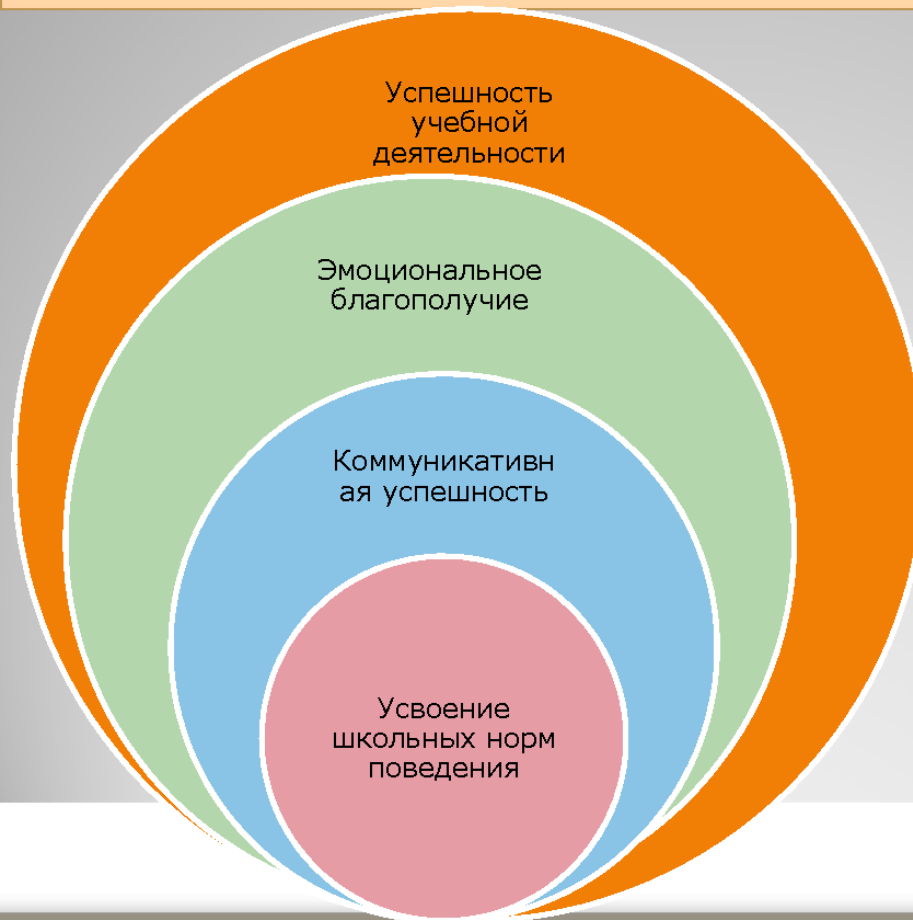 Успешность
учебной
деятельности
Эмоциональное
благополучие
Коммуникативн
ая успешность
Усвоение
школьных норм
поведения